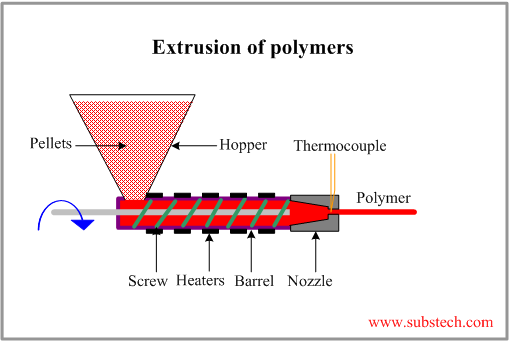 Extrusion of polymers
Pellets
Hopper
Thermocouple
Polymer
Screw
Heaters
Barrel
Nozzle
www.substech.com